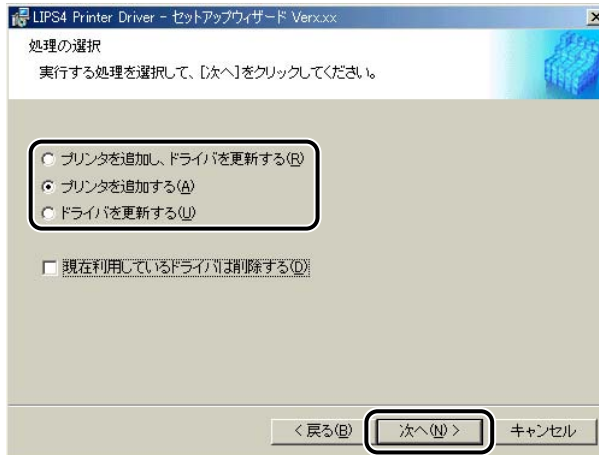 LIPS4 Printer Driver - セットアップウィザード Verx.xx
処理の選択
実行する処理を選択して、[次へ]をクリックしてください。
プリンタを追加し、ドライバを更新する(R)
プリンタを追加する(A)
ドライバを更新する(U)
現在利用しているドライバは削除する(D)
< 戻る(B) 次へ(N) > キャンセル